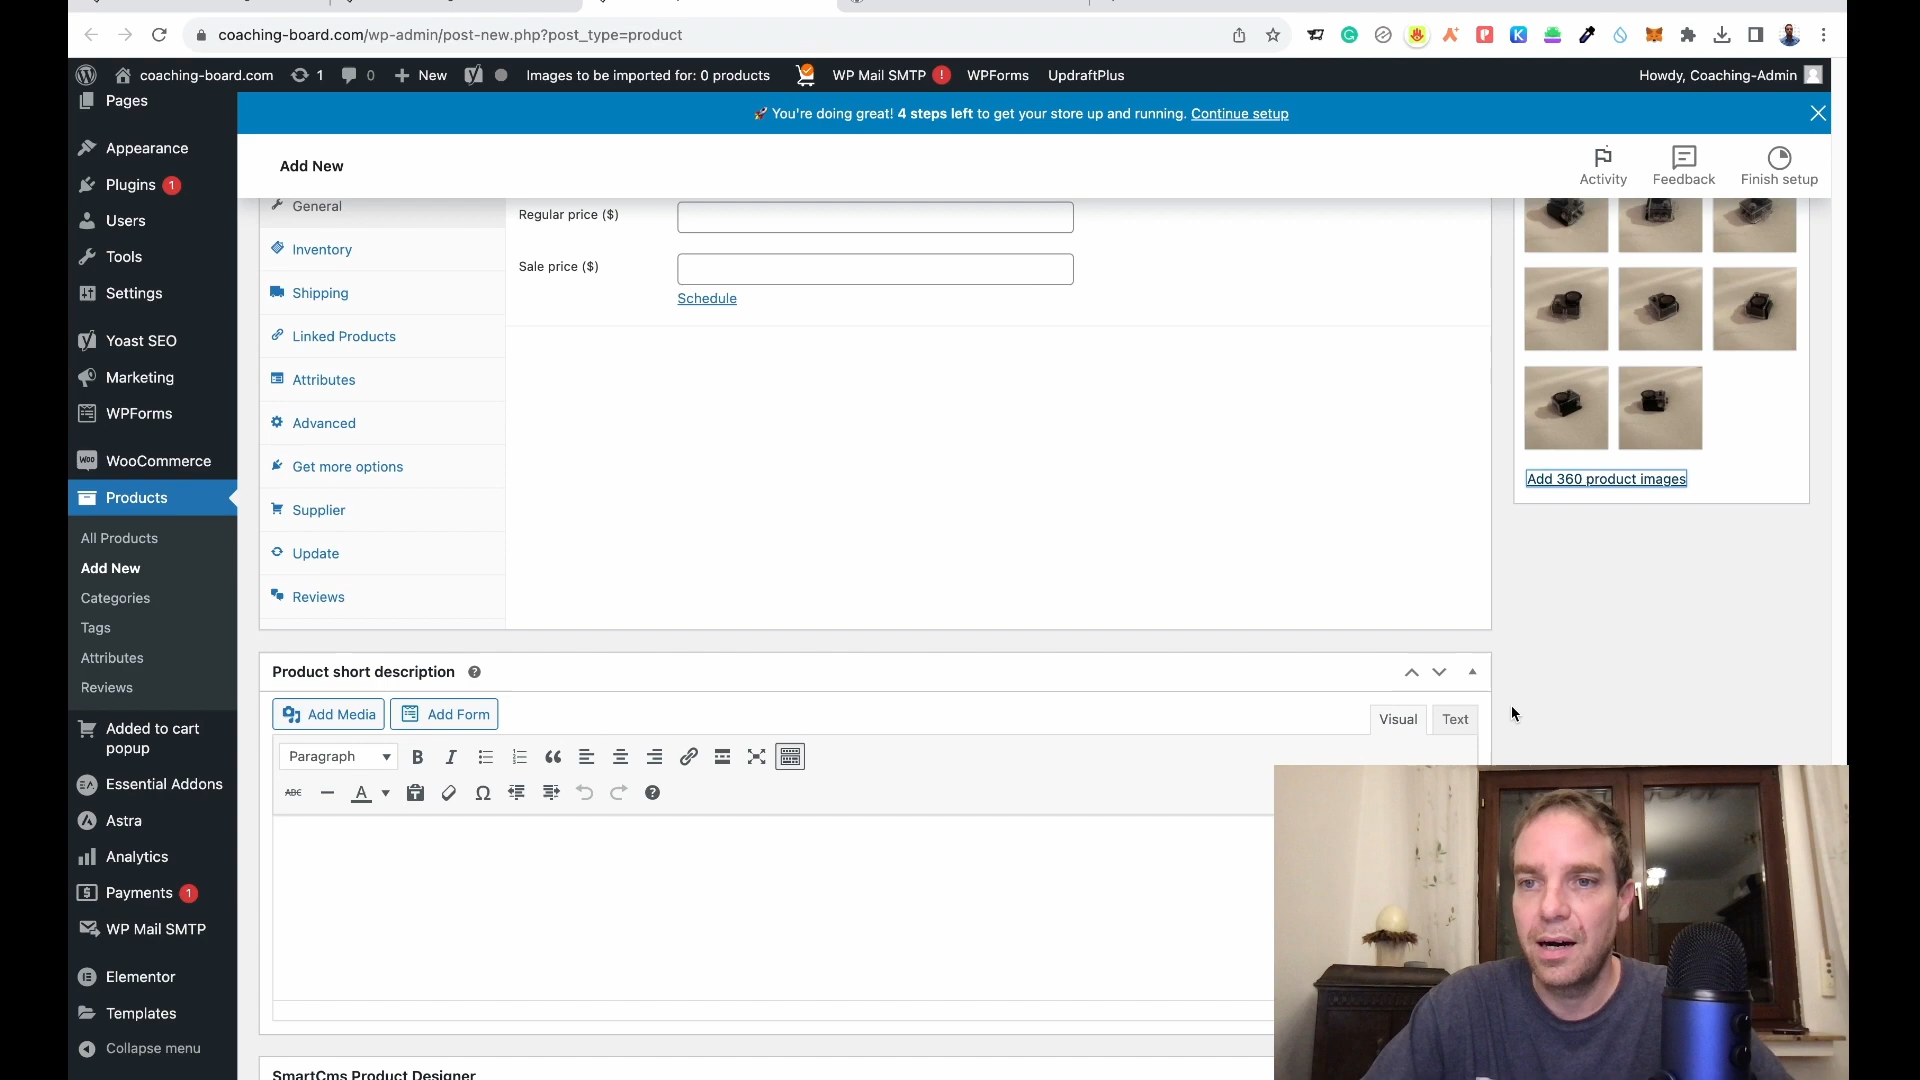 coaching-board.com/wp-admin/post-new.php?post_type=product
coaching-board.com 1 0 New Images to be imported for: 0 products WP Mail SMTP ! WPForms UpdraftPlus Howdy, Coaching-Admin
🚀 You're doing great! 4 steps left to get your store up and running. Continue setup
Add New
Activity
Feedback
Finish setup
Pages
Appearance
Plugins 1
Users
Tools
Settings
Yoast SEO
Marketing
WPForms
WooCommerce
Products
All Products
Add New
Categories
Tags
Attributes
Reviews
Added to cart
popup
Essential Addons
Astra
Analytics
Payments 1
WP Mail SMTP
Elementor
Templates
Collapse menu
General
Inventory
Shipping
Linked Products
Attributes
Advanced
Get more options
Supplier
Update
Reviews
Regular price ($)
Sale price ($)
Schedule
Add 360 product images
Product short description
Add Media
Add Form
Visual
Text
Paragraph
ABC
SmartCms Product Designer